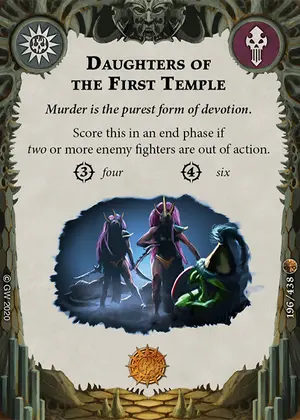 DAUGHTERS OF
THE FIRST TEMPLE
Murder is the purest form of devotion.
Score this in an end phase if
two or more enemy fighters are out of action.
3 four 4 six
© GW 2020
196/438